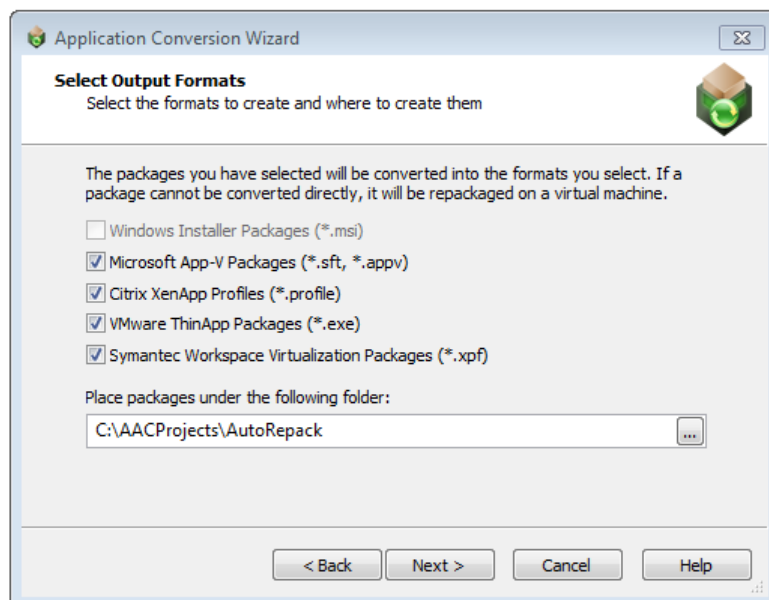 Application Conversion Wizard
Select Output Formats
Select the formats to create and where to create them
The packages you have selected will be converted into the formats you select. If a
package cannot be converted directly, it will be repackaged on a virtual machine.
Windows Installer Packages (*.msi)
Microsoft App-V Packages (*.sft, *.appv)
Citrix XenApp Profiles (*.profile)
VMware ThinApp Packages (*.exe)
Symantec Workspace Virtualization Packages (*.xpf)
Place packages under the following folder:
C:\AACProjects\AutoRepack
...
< Back Next > Cancel Help